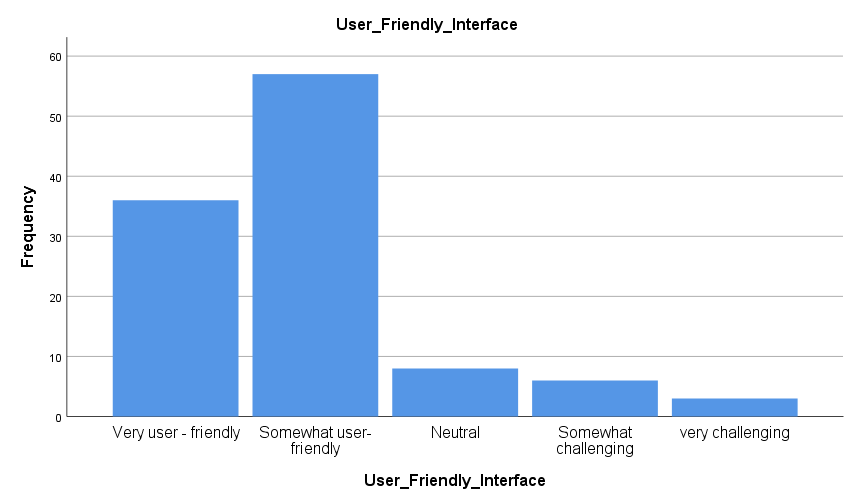 User_Friendly_Interface
60
50
40
30
20
10
0
Frequency
Very user - friendly
Somewhat user-
friendly
Neutral
Somewhat
challenging
very challenging
User_Friendly_Interface